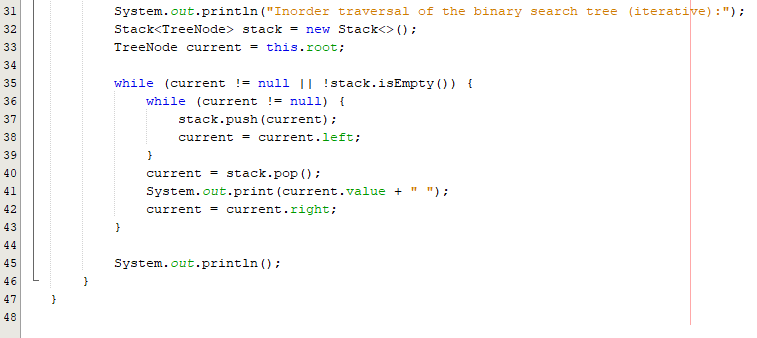 31 System.out.println("Inorder traversal of the binary search tree (iterative):");
32 Stack<TreeNode> stack = new Stack<>();
33 TreeNode current = this.root;
34
35 while (current != null || !stack.isEmpty()) {
36 while (current != null) {
37 stack.push(current);
38 current = current.left;
39 }
40 current = stack.pop();
41 System.out.print(current.value + " ");
42 current = current.right;
43 }
44
45 System.out.println();
46 }
47 }
48